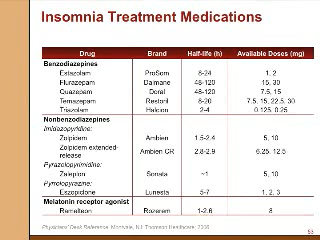 Insomnia Treatment Medications
Drug Brand Half-life (h) Available Doses (mg)
Benzodiazepines
Estazolam ProSom 8-24 1, 2
Flurazepam Dalmane 48-120 15, 30
Quazepam Doral 48-120 7.5, 15
Temazepam Restoril 8-20 7.5, 15, 22.5, 30
Triazolam Halcion 2-4 0.125, 0.25
Nonbenzodiazepines
Imidazopyridine:
Zolpidem Ambien 1.5-2.4 5, 10
Zolpidem extended-
release Ambien CR 2.8-2.9 6.25, 12.5
Pyrazolopyrimidine:
Zaleplon Sonata ~1 5, 10
Pyrrolopyrazine:
Eszopiclone Lunesta 5-7 1, 2, 3
Melatonin receptor agonist
Ramelteon Rozerem 1-2.6 8
Physicians' Desk Reference. Montvale, NJ: Thomson Healthcare; 2006.
53